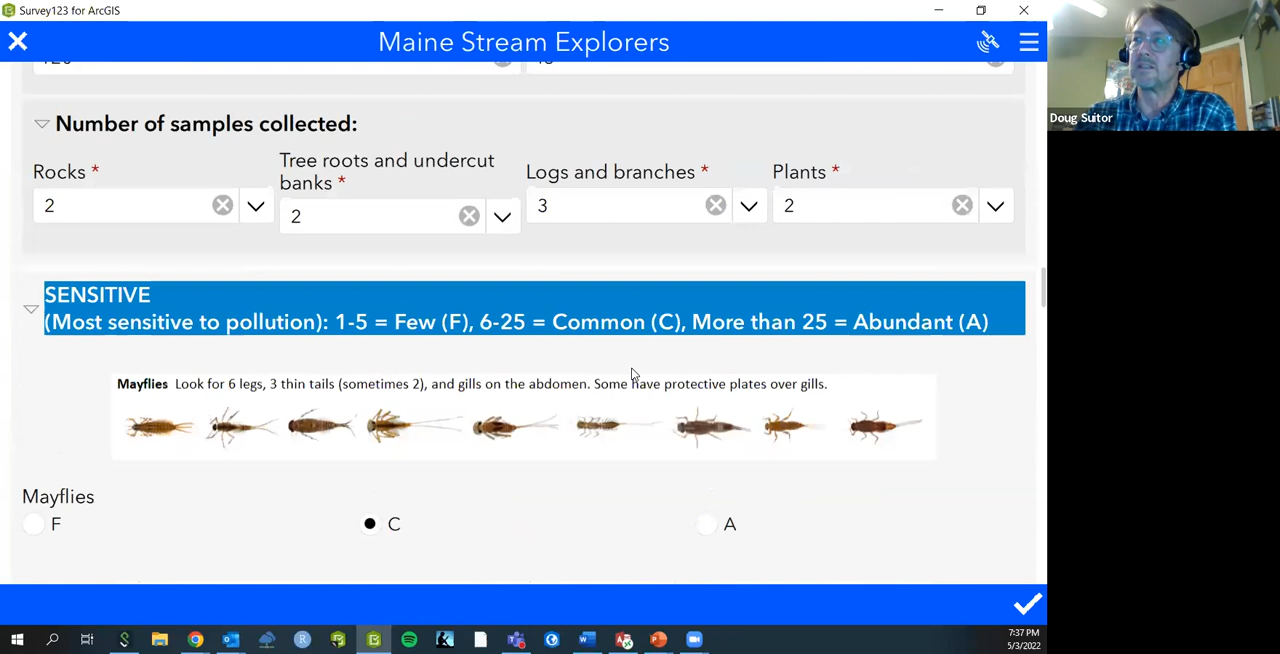 Survey123 for ArcGIS
Maine Stream Explorers
Doug Suitor
Number of samples collected:
Rocks *
Tree roots and undercut
banks *
Logs and branches *
Plants *
2
2
3
2
SENSITIVE
(Most sensitive to pollution): 1-5 = Few (F), 6-25 = Common (C), More than 25 = Abundant (A)
Mayflies Look for 6 legs, 3 thin tails (sometimes 2), and gills on the abdomen. Some have protective plates over gills.
Mayflies
F
C
A
7:37 PM
5/3/2022